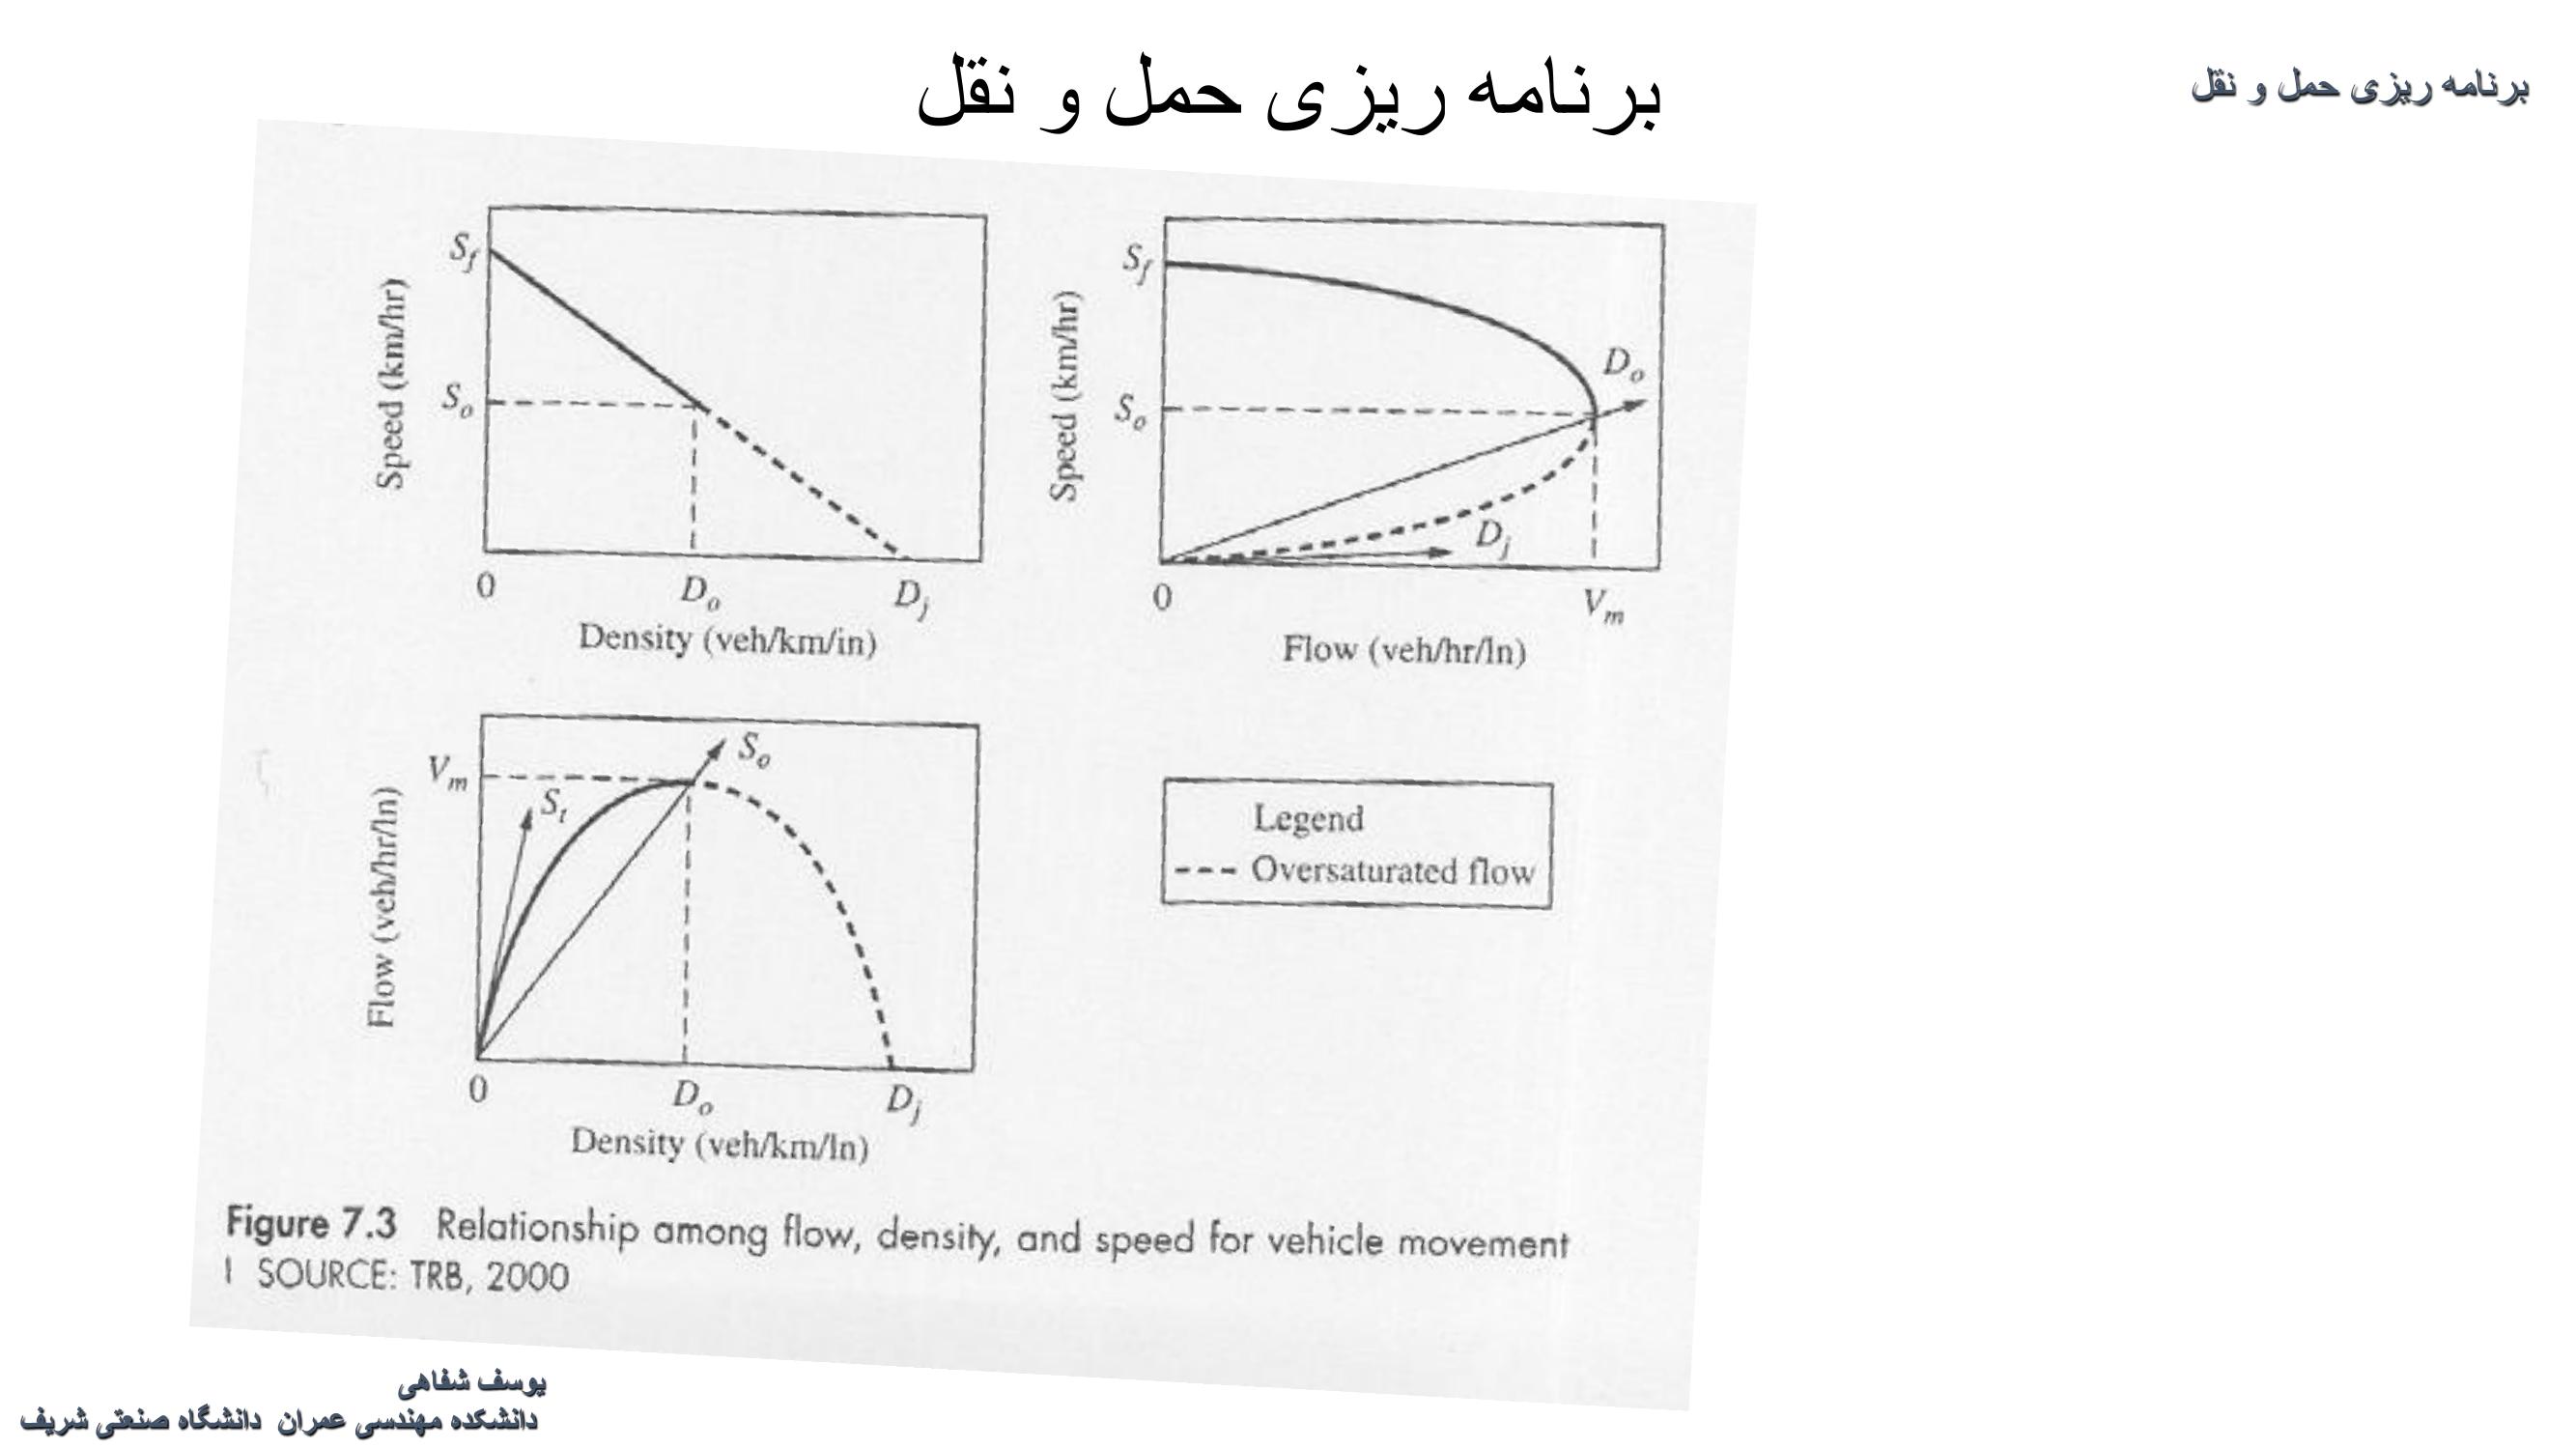 برنامه ریزی حمل و نقل
برنامه ریزی حمل و نقل
Speed (km/hr)
S_f
S_o
0
D_o
D_j
Density (veh/km/in)
Speed (km/hr)
S_f
S_o
D_o
D_j
0
V_m
Flow (veh/hr/ln)
Flow (veh/hr/ln)
V_m
S_t
S_o
0
D_o
D_j
Density (veh/km/ln)
Legend
--- Oversaturated flow
Figure 7.3 Relationship among flow, density, and speed for vehicle movement
| SOURCE: TRB, 2000
یوسف شفاهی
دانشکده مهندسی عمران دانشگاه صنعتی شریف